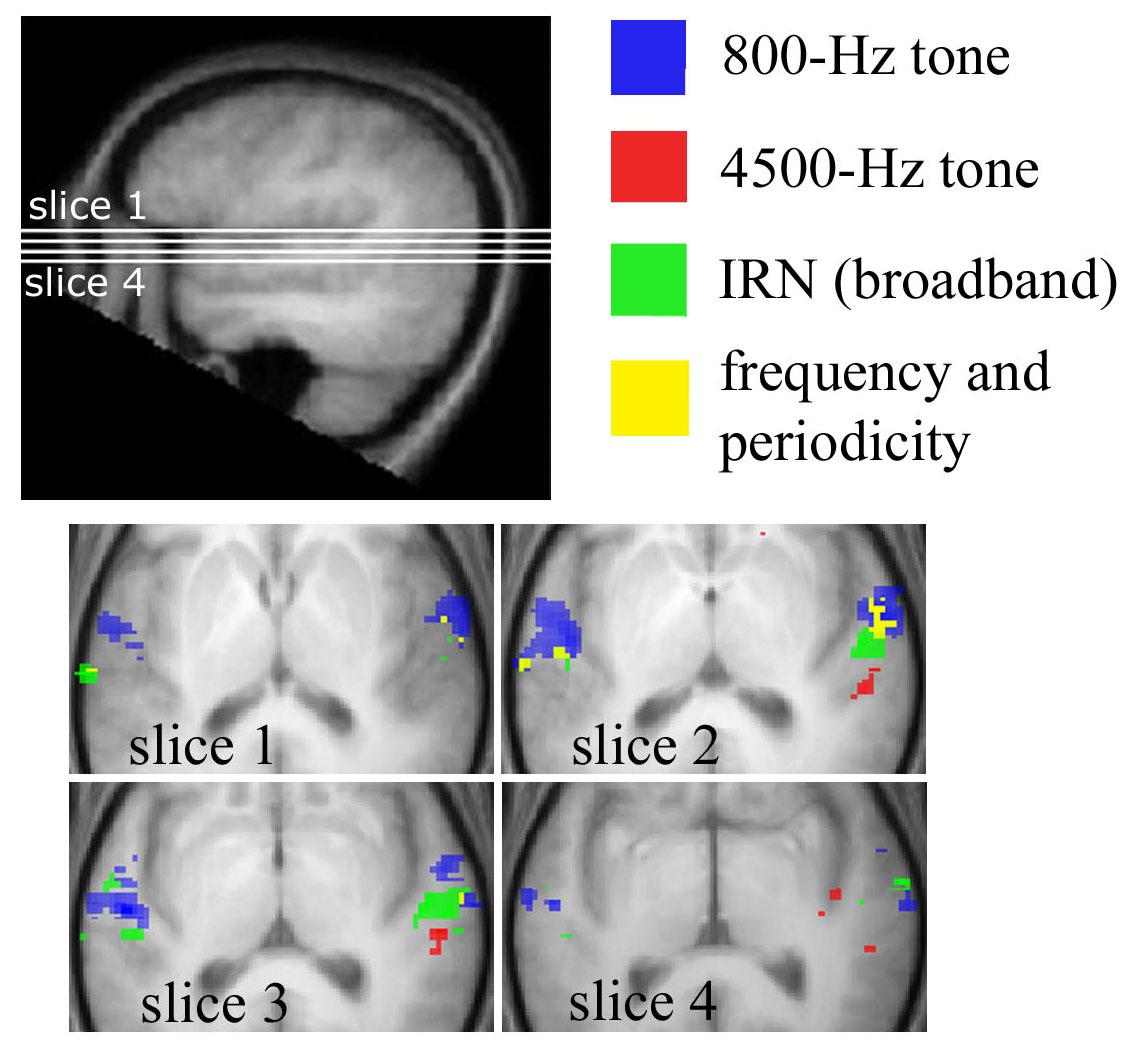 slice 1
slice 4
800-Hz tone
4500-Hz tone
IRN (broadband)
frequency and
periodicity
slice 1
slice 2
slice 3
slice 4